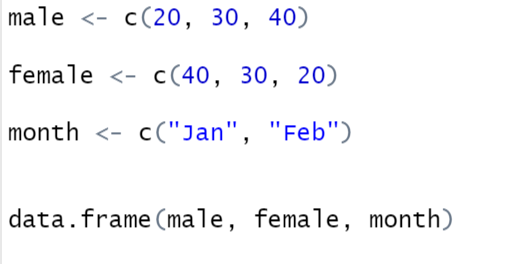 male <- c(20, 30, 40)
female <- c(40, 30, 20)
month <- c("Jan", "Feb")
data.frame(male, female, month)